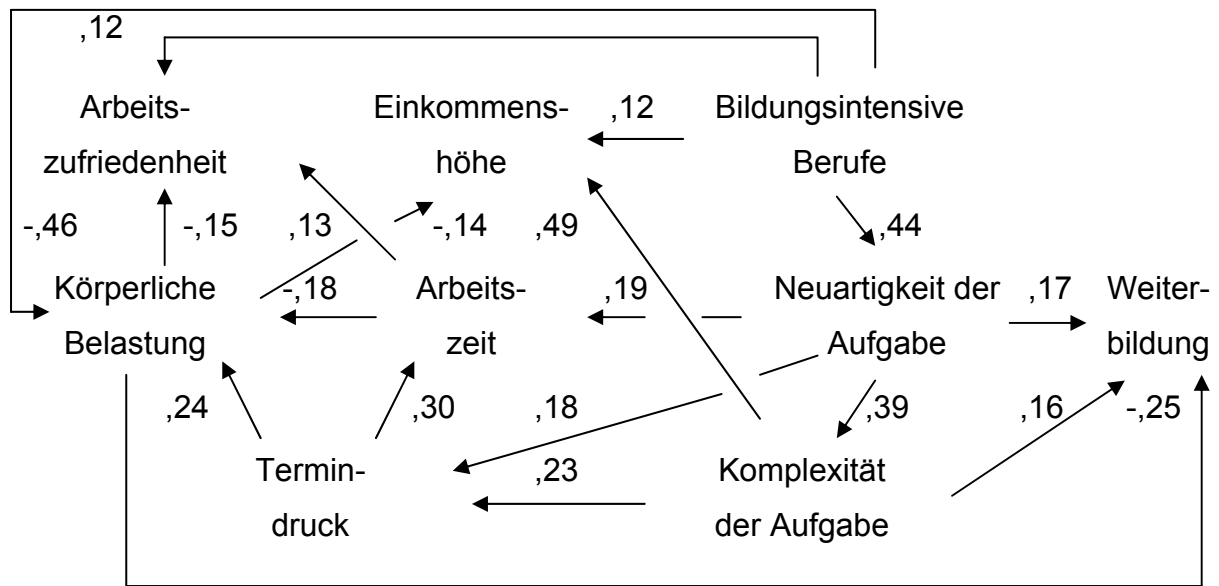 ,12
Arbeits- Einkommens- ,12 Bildungsintensive
zufriedenheit höhe Berufe
-,46 -,15 ,13 -,14 ,49 ,44
Körperliche -,18 Arbeits- ,19 Neuartigkeit der ,17 Weiter-
Belastung zeit Aufgabe bildung
,24 ,30 ,18 ,39 ,16 -,25
Termin- ,23 Komplexität
druck der Aufgabe